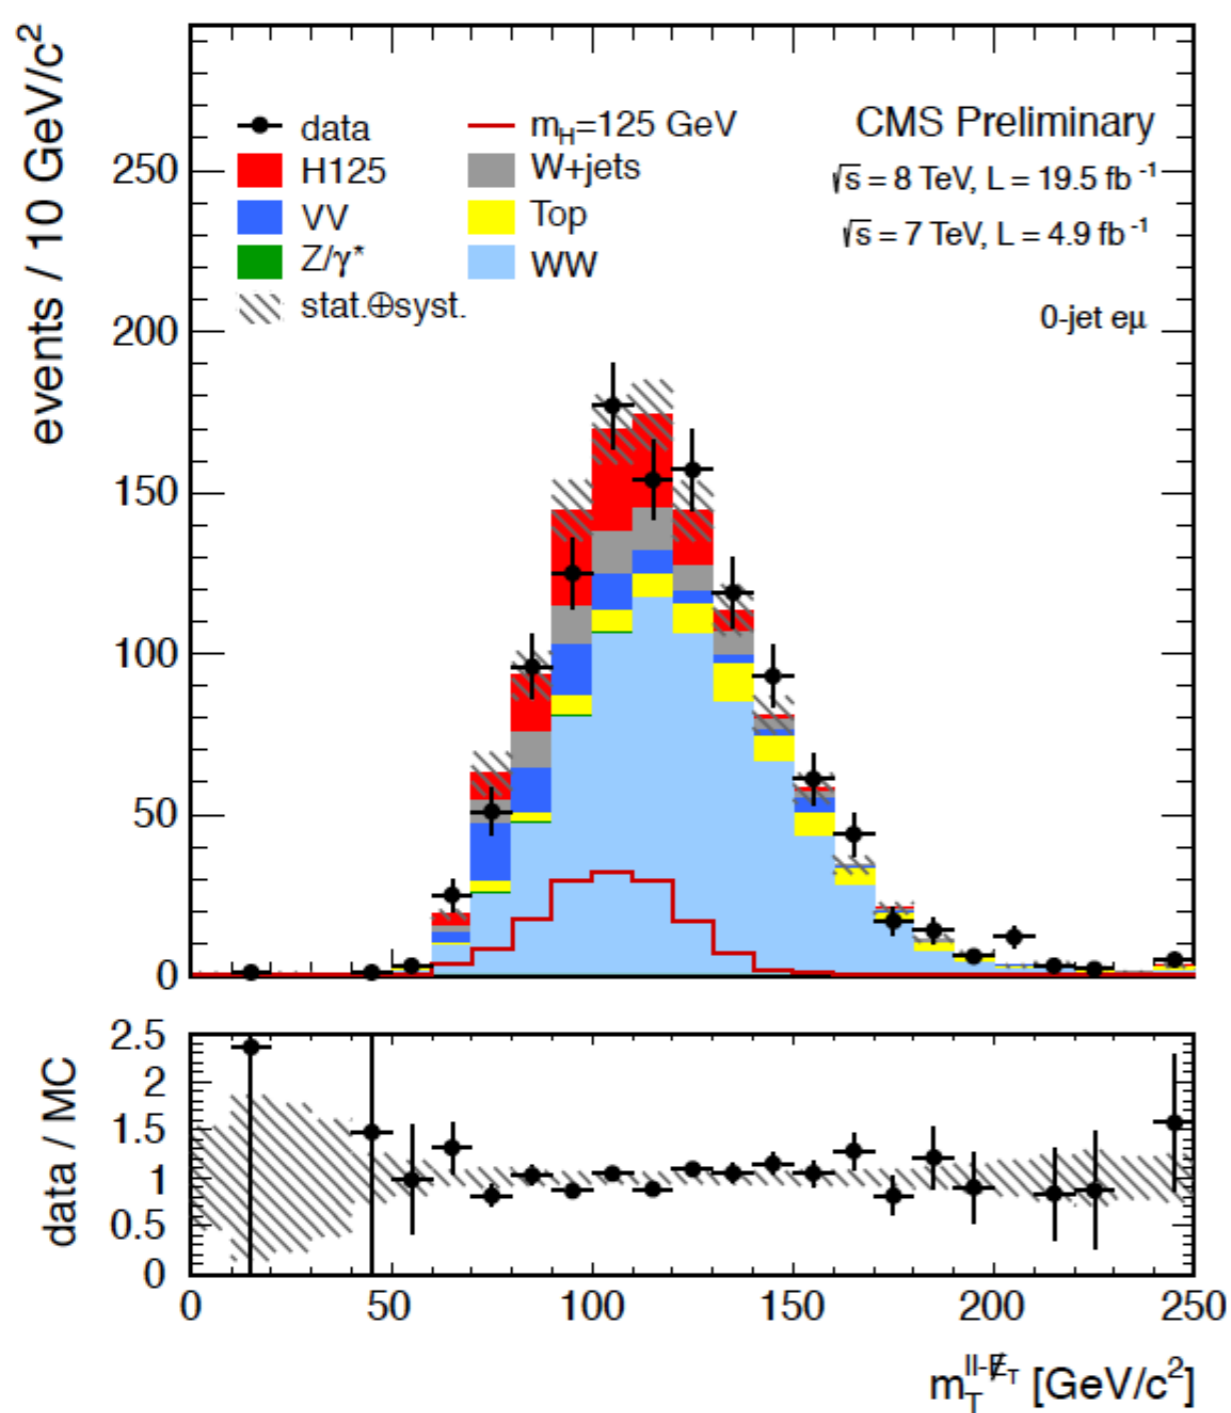 events / 10 GeV/c²
250
200
150
100
50
0
data
m_H=125 GeV
H125
W+jets
VV
Top
Z/γ*
WW
stat.⊕syst.
CMS Preliminary
√s = 8 TeV, L = 19.5 fb⁻¹
√s = 7 TeV, L = 4.9 fb⁻¹
0-jet eμ
data / MC
2.5
2
1.5
1
0.5
0
0 50 100 150 200 250
m_T^{ll-E̸_T} [GeV/c²]